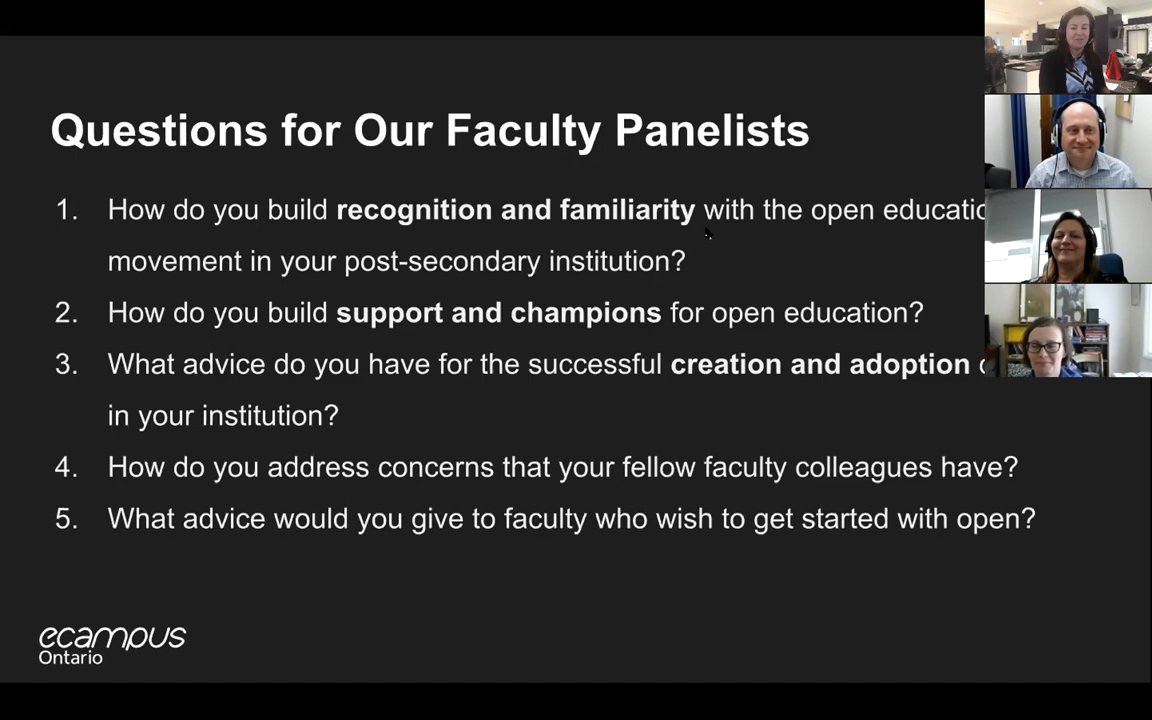 Questions for Our Faculty Panelists
1. How do you build recognition and familiarity with the open
movement in your post-secondary institution?
2. How do you build support and champions for open education?
3. What advice do you have for the successful creation and adoption
in your institution?
4. How do you address concerns that your fellow faculty colleagues have?
5. What advice would you give to faculty who wish to get started with open?
ecampus
Ontario